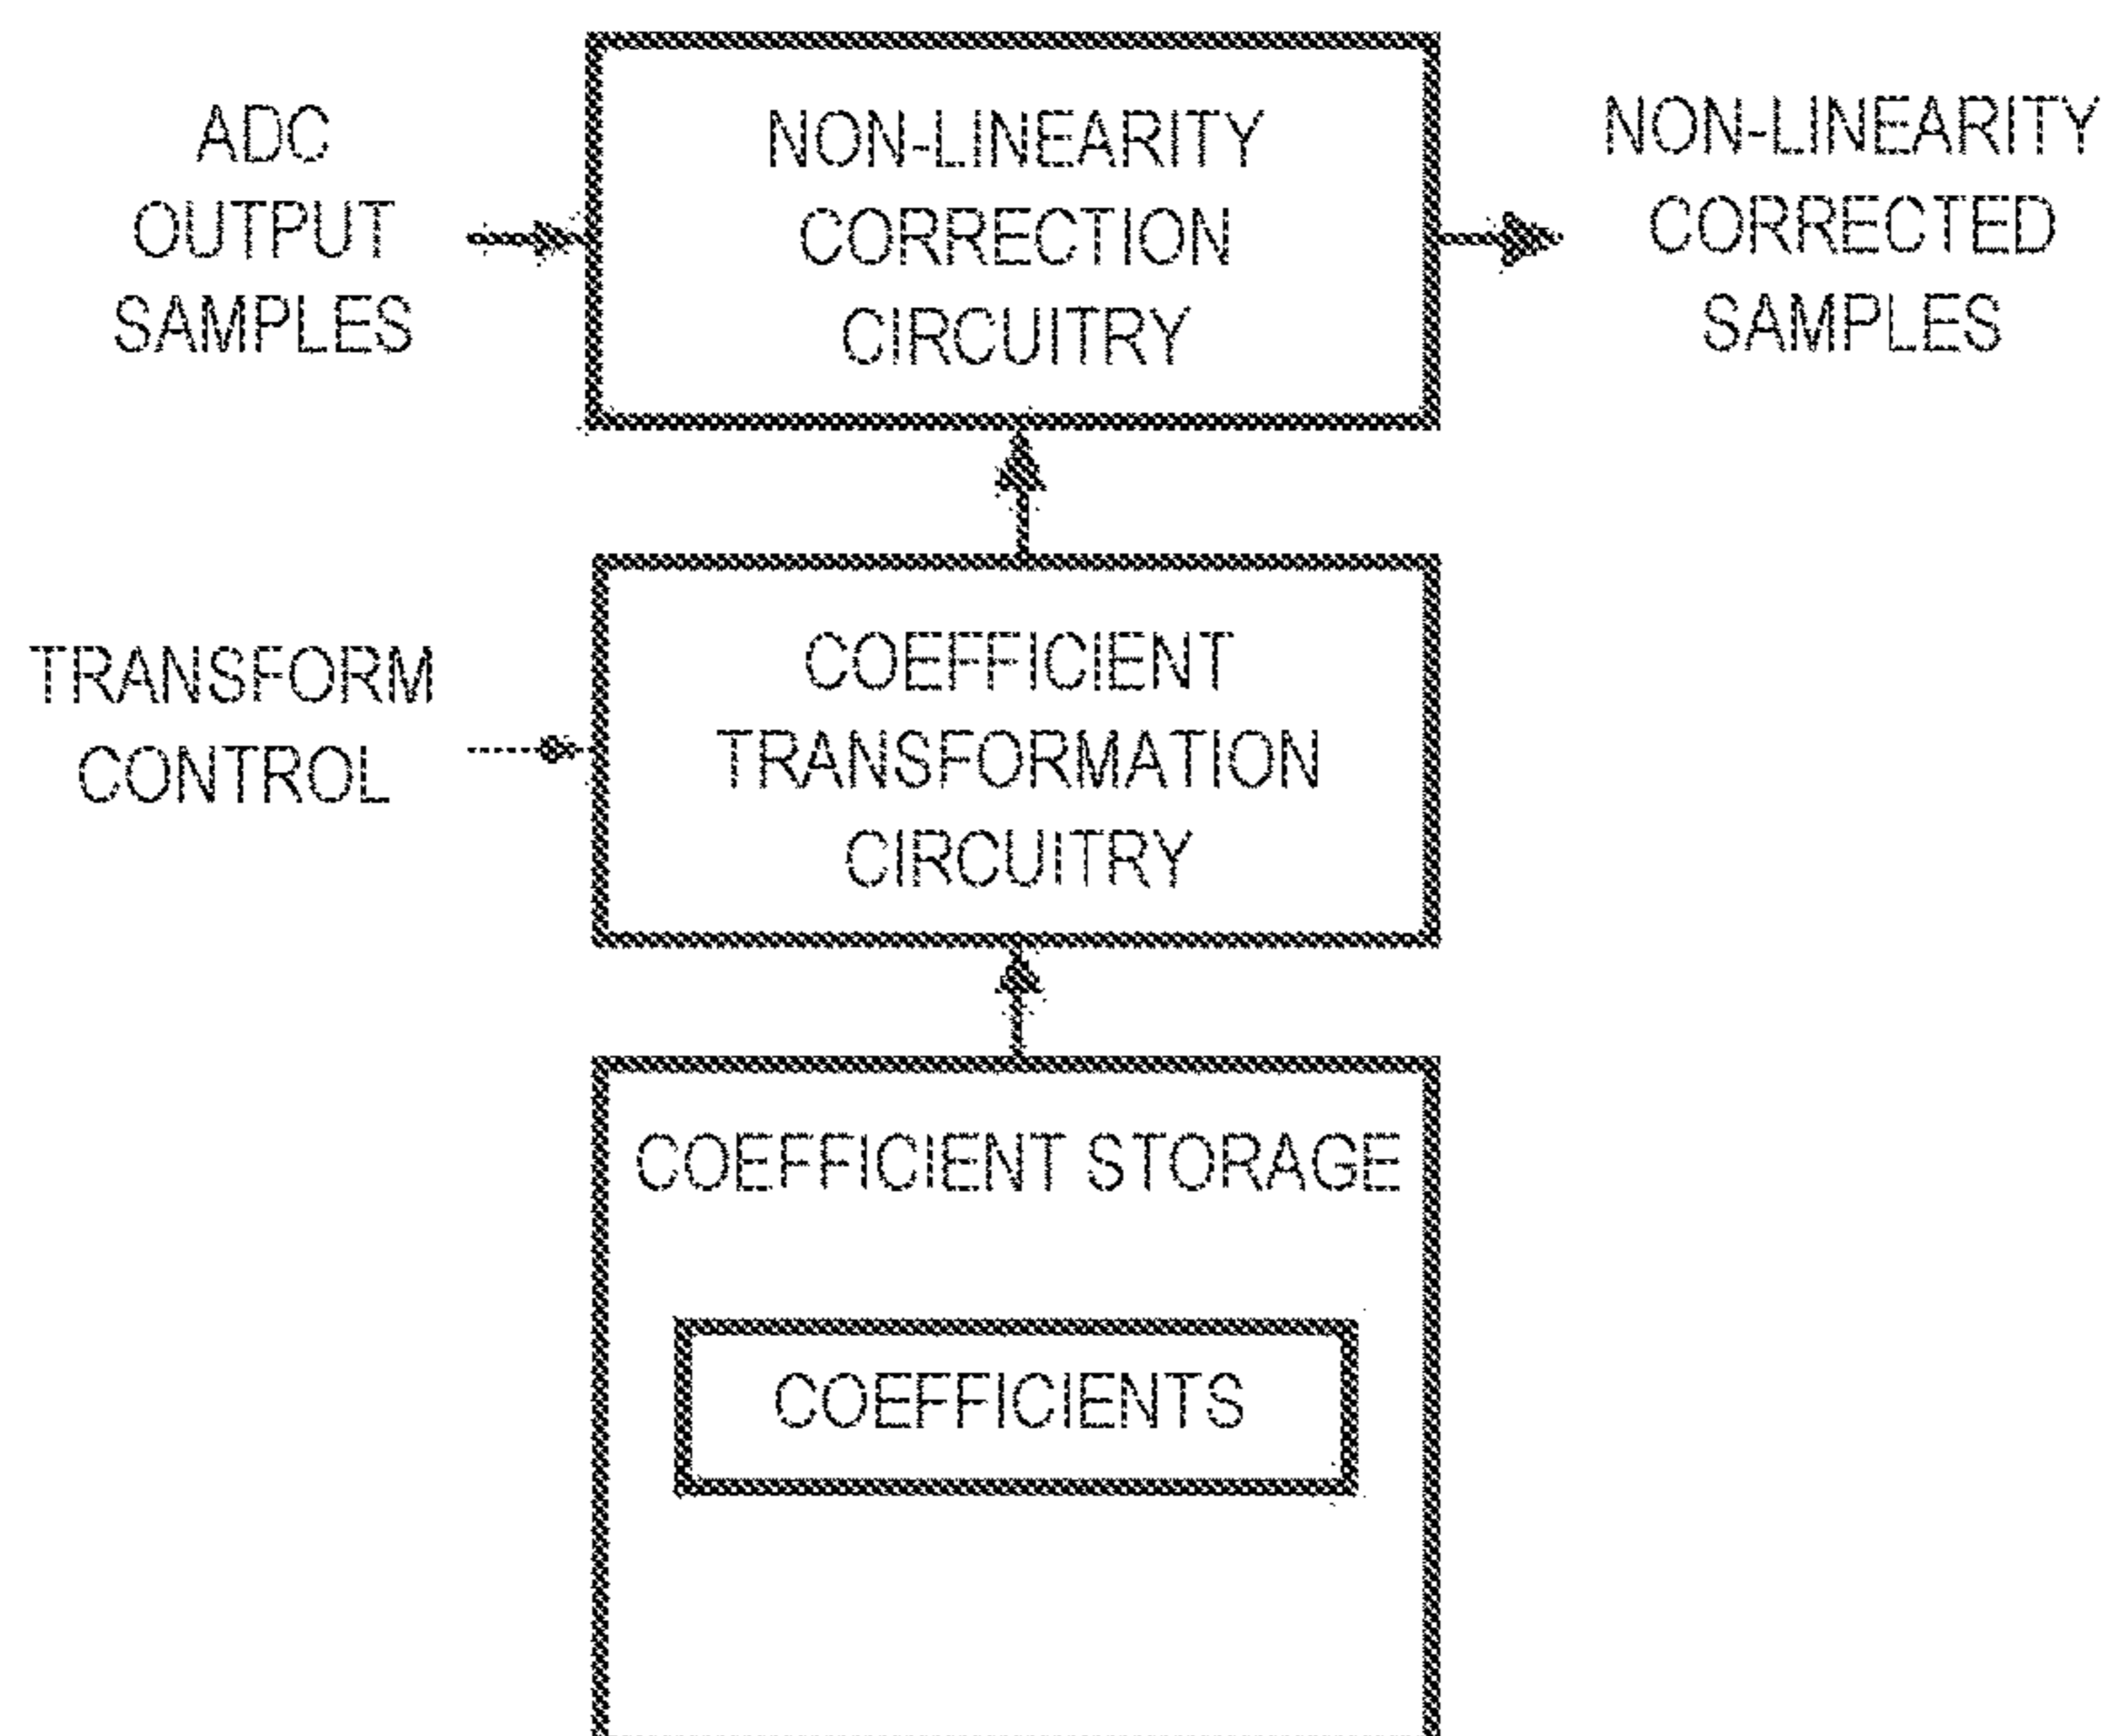 ADC
OUTPUT
SAMPLES
NON-LINEARITY
CORRECTION
CIRCUITRY
NON-LINEARITY
CORRECTED
SAMPLES
TRANSFORM
CONTROL
COEFFICIENT
TRANSFORMATION
CIRCUITRY
COEFFICIENT STORAGE
COEFFICIENTS